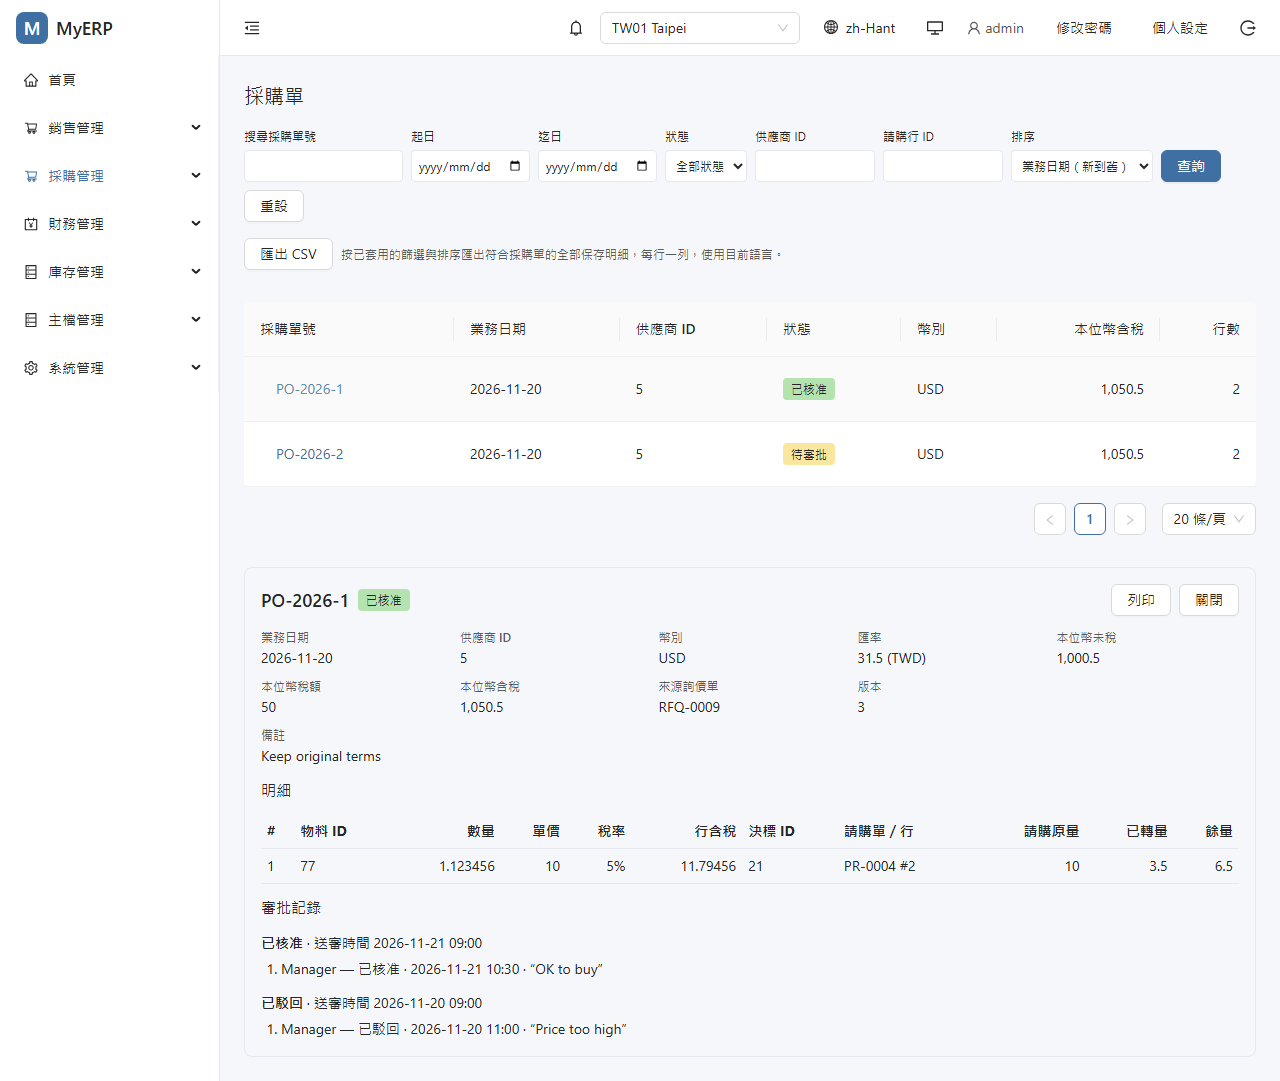 M MyERP
TW01 Taipei
zh-Hant
admin
修改密碼
個人設定
首頁
銷售管理
採購管理
財務管理
庫存管理
主檔管理
系統管理
採購單
搜尋採購單號 起日 迄日 狀態 供應商 ID 請購行 ID 排序
yyyy/mm/dd yyyy/mm/dd 全部狀態 業務日期（新到舊） 查詢
重設
匯出 CSV 按已套用的篩選與排序匯出符合採購單的全部保存明細，每行一列，使用目前語言。
採購單號 業務日期 供應商 ID 狀態 幣別 本位幣含稅 行數
PO-2026-1 2026-11-20 5 已核准 USD 1,050.5 2
PO-2026-2 2026-11-20 5 待審批 USD 1,050.5 2
< 1 > 20 條/頁
PO-2026-1 已核准 列印 關閉
業務日期 供應商 ID 幣別 匯率 本位幣未稅
2026-11-20 5 USD 31.5 (TWD) 1,000.5
本位幣稅額 本位幣含稅 來源詢價單 版本
50 1,050.5 RFQ-0009 3
備註
Keep original terms
明細
# 物料 ID 數量 單價 稅率 行含稅 決標 ID 請購單 / 行 請購原量 已轉量 餘量
1 77 1.123456 10 5% 11.79456 21 PR-0004 #2 10 3.5 6.5
審批記錄
已核准 · 送審時間 2026-11-21 09:00
1. Manager — 已核准 · 2026-11-21 10:30 · “OK to buy”
已駁回 · 送審時間 2026-11-20 09:00
1. Manager — 已駁回 · 2026-11-20 11:00 · “Price too high”